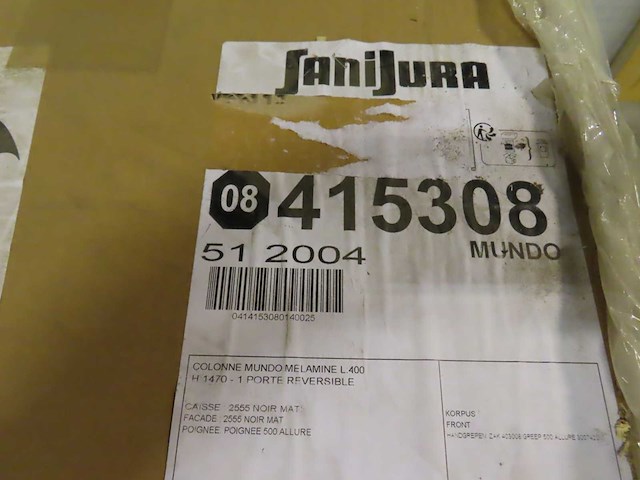 SANIJURA
08 415308
51 2004 MUNDO
0414153080140025
COLONNE MUNDO MELAMINE L.400
H 1470 - 1 PORTE REVERSIBLE
CAISSE : 2555 NOIR MAT
FACADE : 2555 NOIR MAT
POIGNEE: POIGNEE 500 ALLURE
KORPUS
FRONT